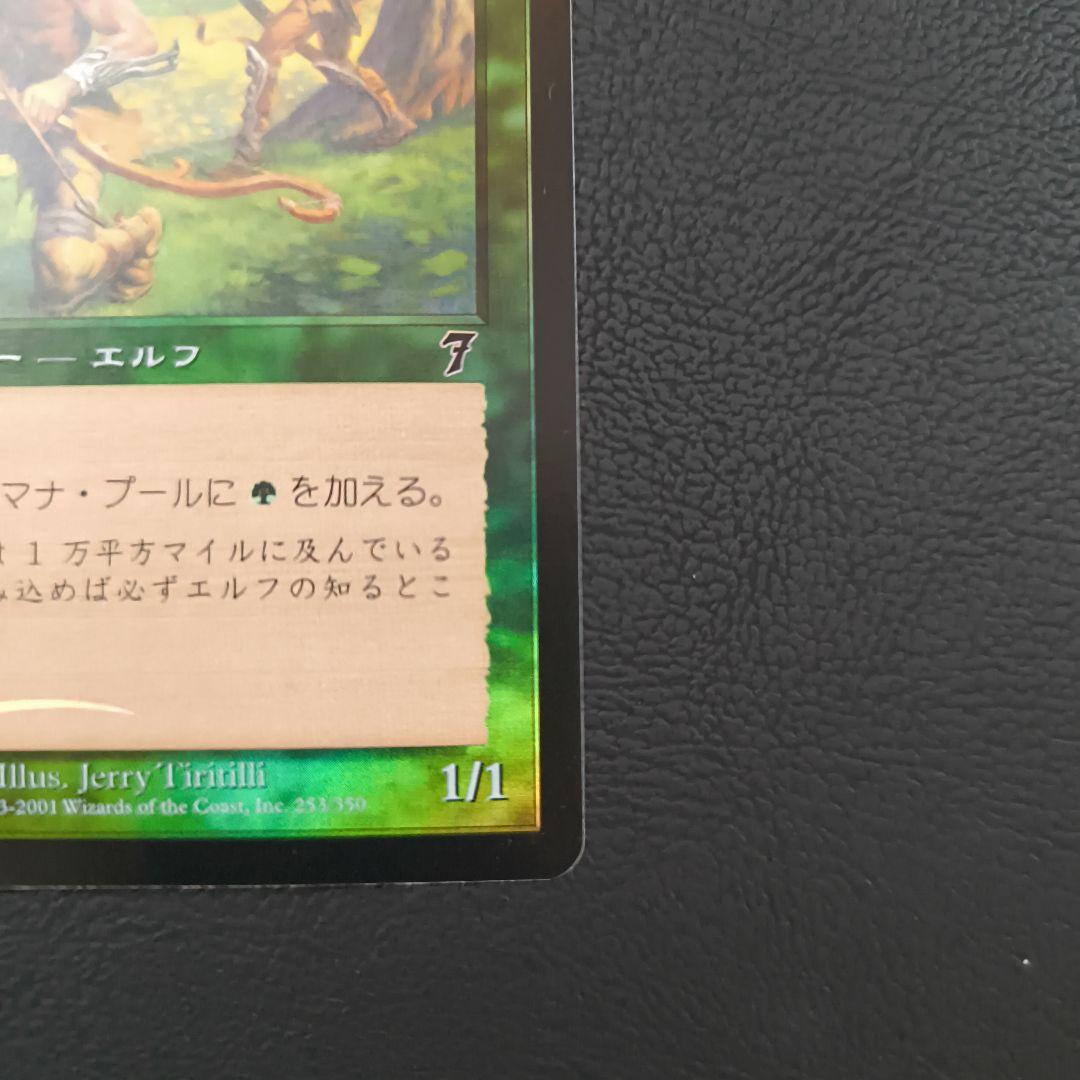 ー — エルフ
7
マナ・プールに を加える。
1 万平方マイルに及んでいる
込めば必ずエルフの知るとこ
Illus. Jerry Tiritilli
3-2001 Wizards of the Coast, Inc. 253/350
1/1